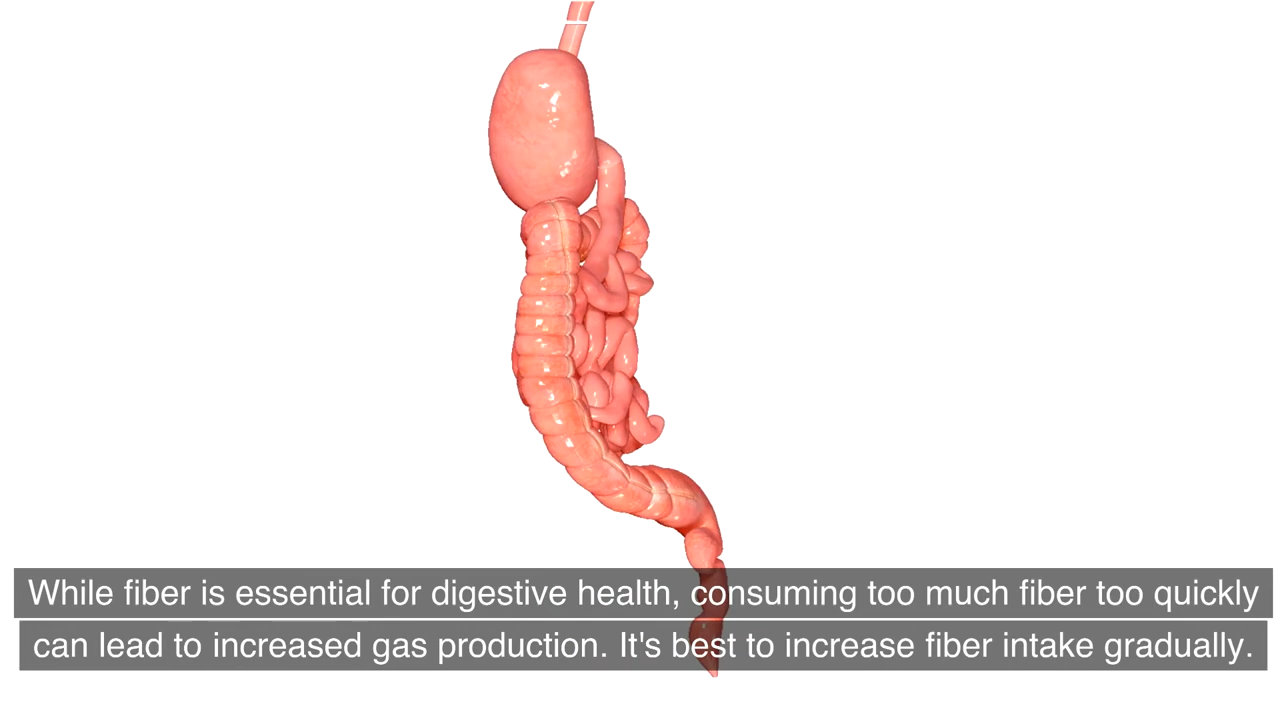 While fiber is essential for digestive health, consuming too much fiber too quickly
can lead to increased gas production. It's best to increase fiber intake gradually.